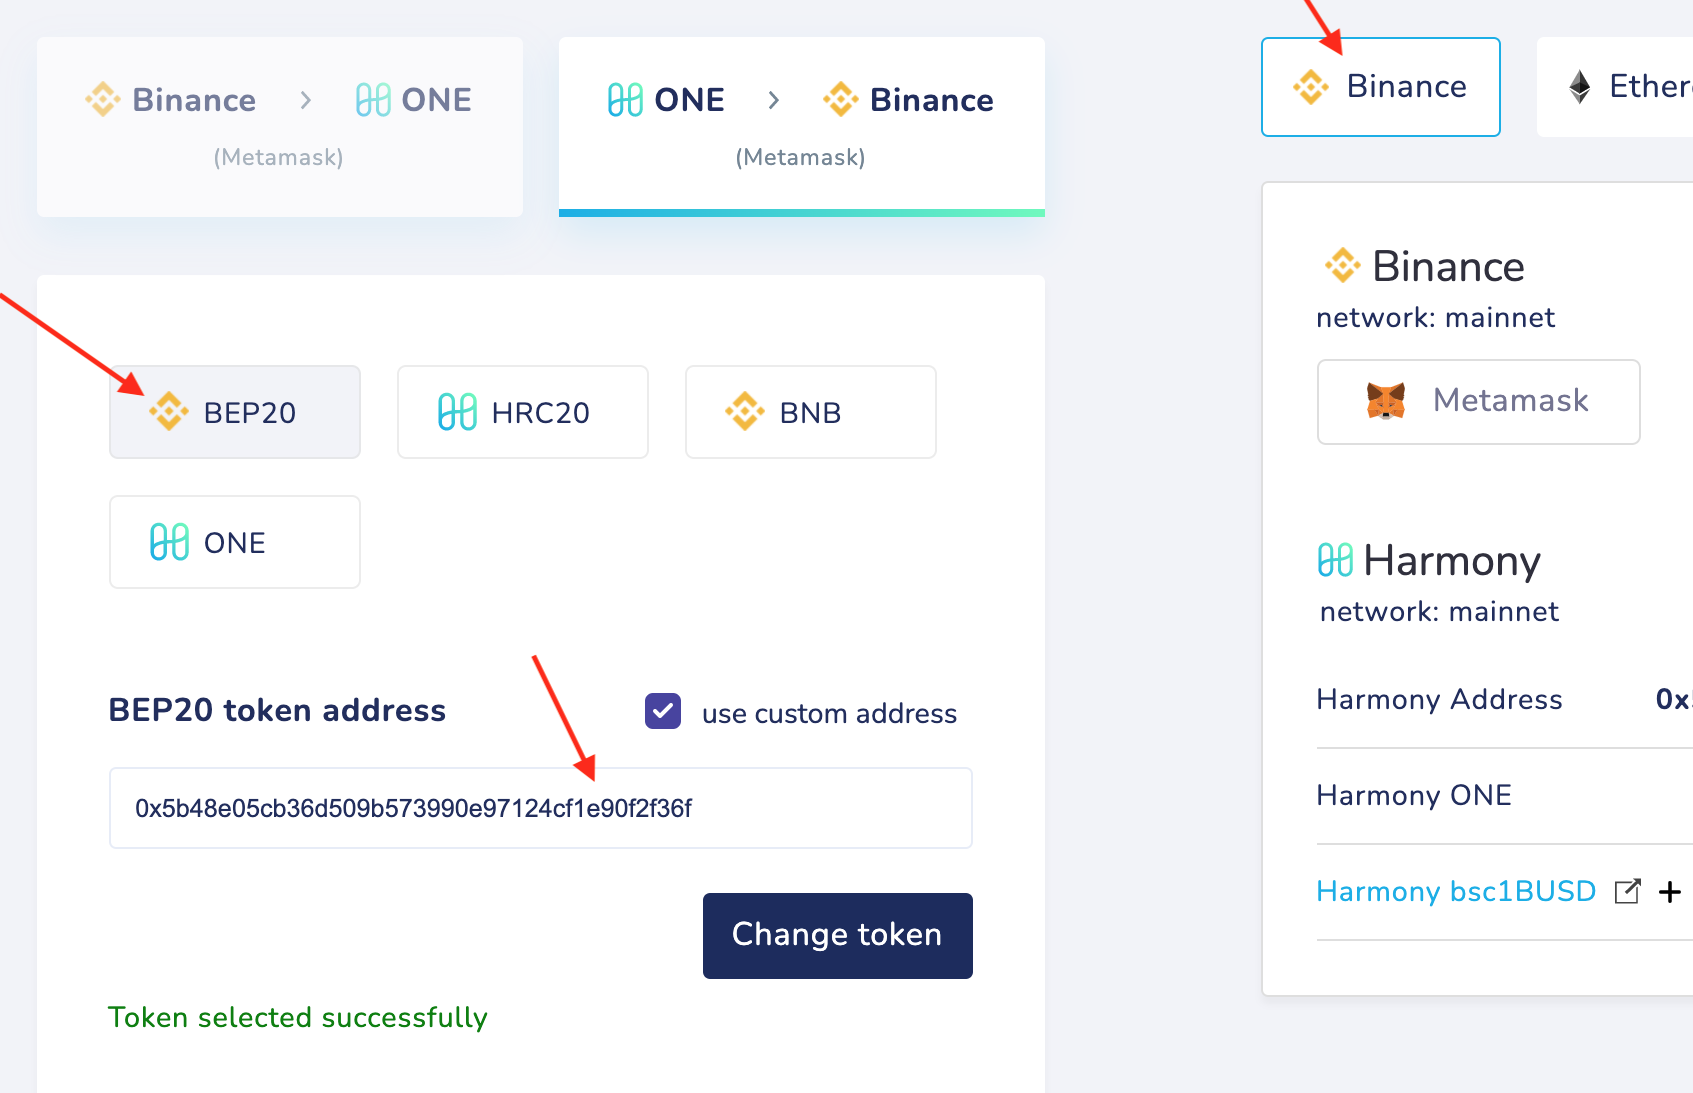 Binance > ONE
(Metamask)
ONE > Binance
(Metamask)
BEP20
HRC20
BNB
ONE
BEP20 token address
use custom address
0x5b48e05cb36d509b573990e97124cf1e90f2f36f
Change token
Token selected successfully
Binance
Ether
Binance
network: mainnet
Metamask
Harmony
network: mainnet
Harmony Address 0x
Harmony ONE
Harmony bsc1BUSD +